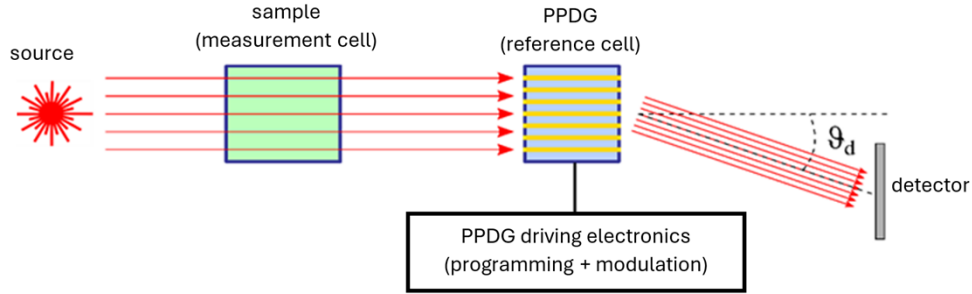 source
sample
(measurement cell)
PPDG
(reference cell)
ϑd
detector
PPDG driving electronics
(programming + modulation)